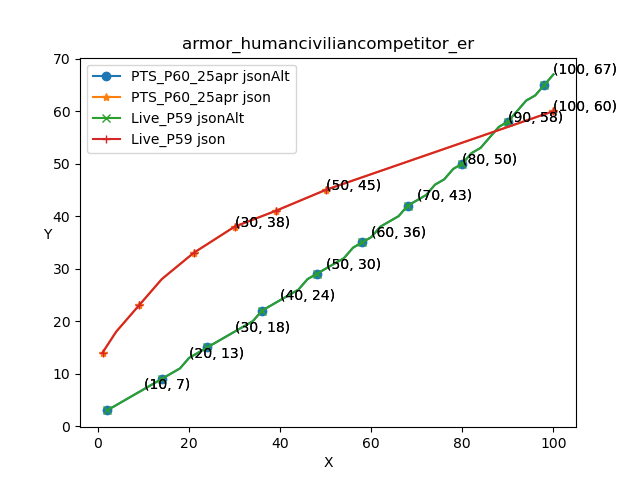 armor_humanciviliancompetitor_er
PTS_P60_25apr jsonAlt
PTS_P60_25apr json
Live_P59 jsonAlt
Live_P59 json
(100, 67)
(100, 60)
(90, 58)
(80, 50)
(50, 45)
(70, 43)
(30, 38)
(60, 36)
(50, 30)
(40, 24)
(30, 18)
(20, 13)
(10, 7)
70
60
50
40
30
20
10
0
Y
0 20 40 60 80 100
X